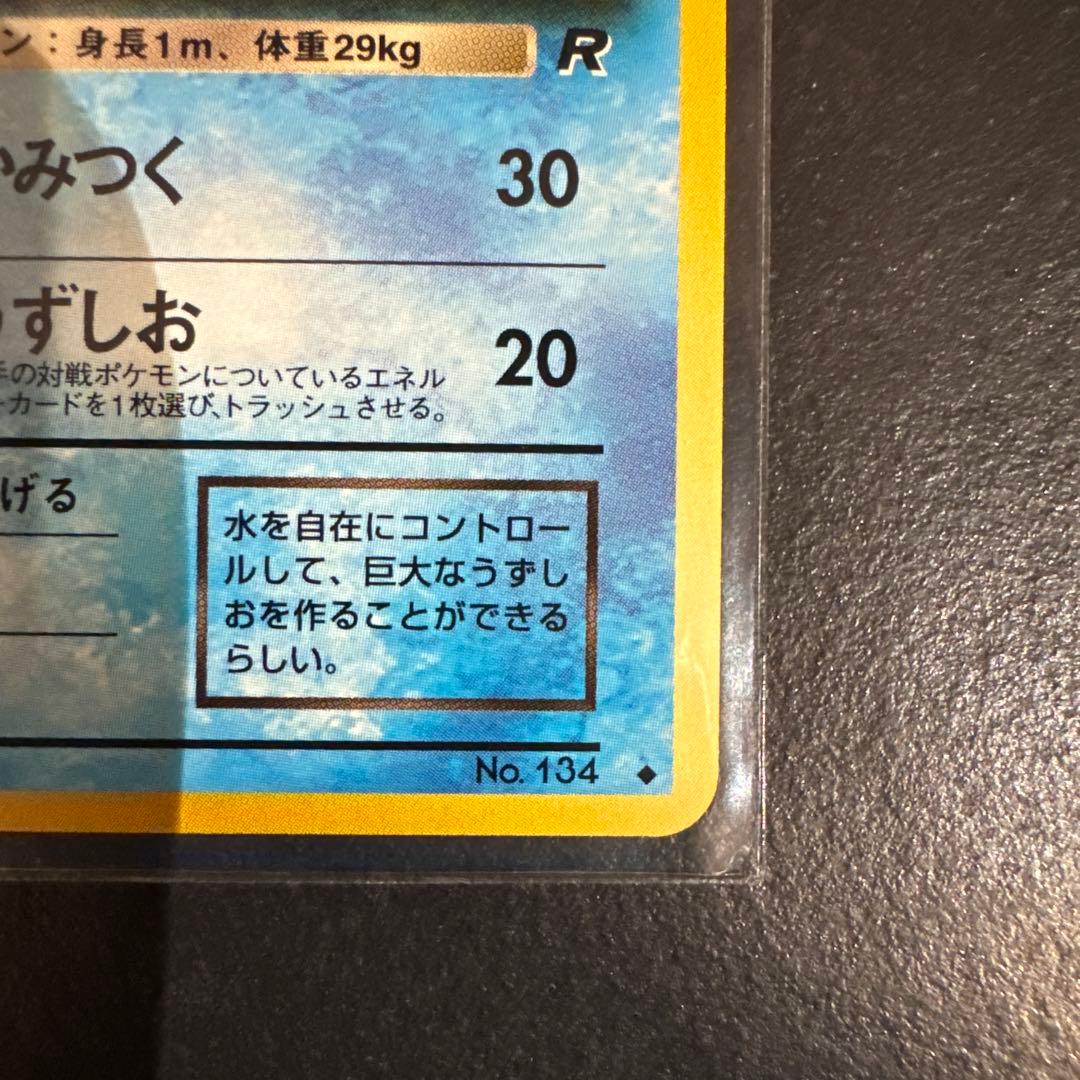 ン：身長1m、体重29kg R
かみつく 30
うずしお 20
手の対戦ポケモンについているエネル
ーカードを1枚選び、トラッシュさせる。
げる
水を自在にコントロー
ルして、巨大なうずし
おを作ることができる
らしい。
No. 134 ◆